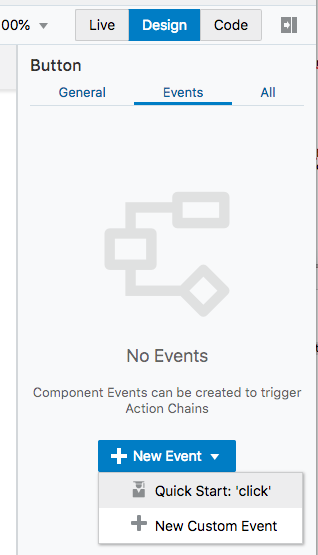 00%
Live
Design
Code
Button
General
Events
All
No Events
Component Events can be created to trigger
Action Chains
New Event
Quick Start: 'click'
New Custom Event